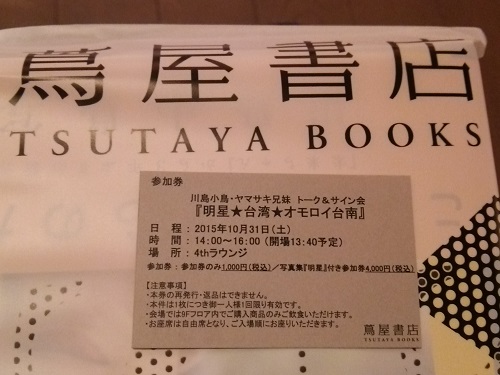 蔦屋書店
TSUTAYA BOOKS
参加券
川島小鳥・ヤマサキ兄妹 トーク&サイン会
『明星★台湾★オモロイ台南』
日 程：2015年10月31日(土)
時 間：14:00~16:00 (開場13:40予定)
場 所：4thラウンジ
参加券：参加券のみ1,000円(税込)／写真集『明星』付き参加券4,000円(税込)
【注意事項】
・本券の再発行・返品はできません。
・本件は1枚につき御一人様1回限り有効です。
・会場では9Fフロア内でご購入商品のみご飲食いただけます。
・お座席は自由席となり、ご入場順にお座りいただきます。
蔦屋書店
TSUTAYA BOOKS